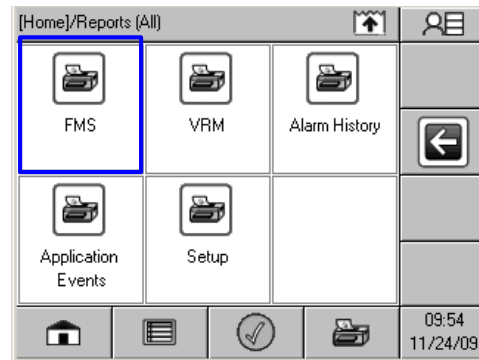 [Home]/Reports (All)
FMS
VRM
Alarm History
Application
Events
Setup
09:54
11/24/09